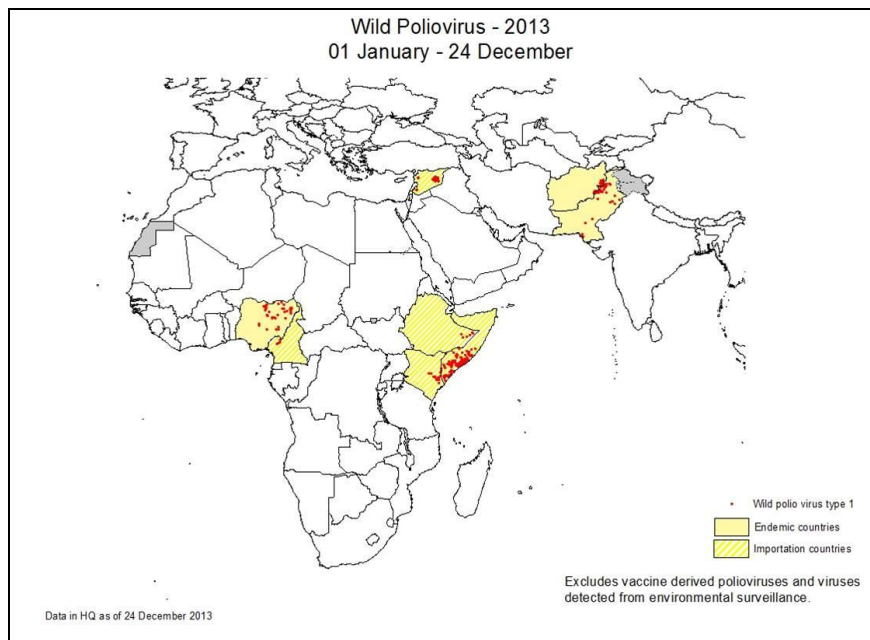 Wild Poliovirus - 2013
01 January - 24 December
Wild polio virus type 1
Endemic countries
Importation countries
Excludes vaccine derived polioviruses and viruses
detected from environmental surveillance.
Data in HQ as of 24 December 2013